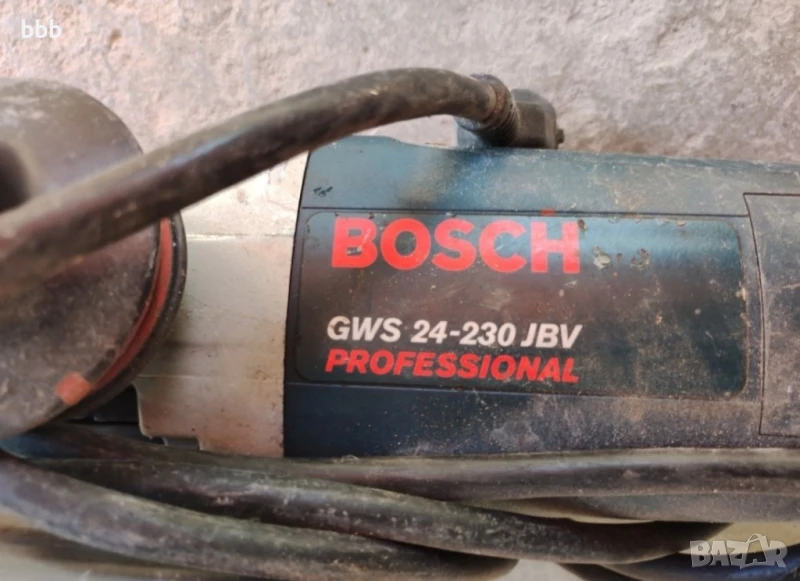 bbb
BOSCH
GWS 24-230 JBV
PROFESSIONAL
BAZAR